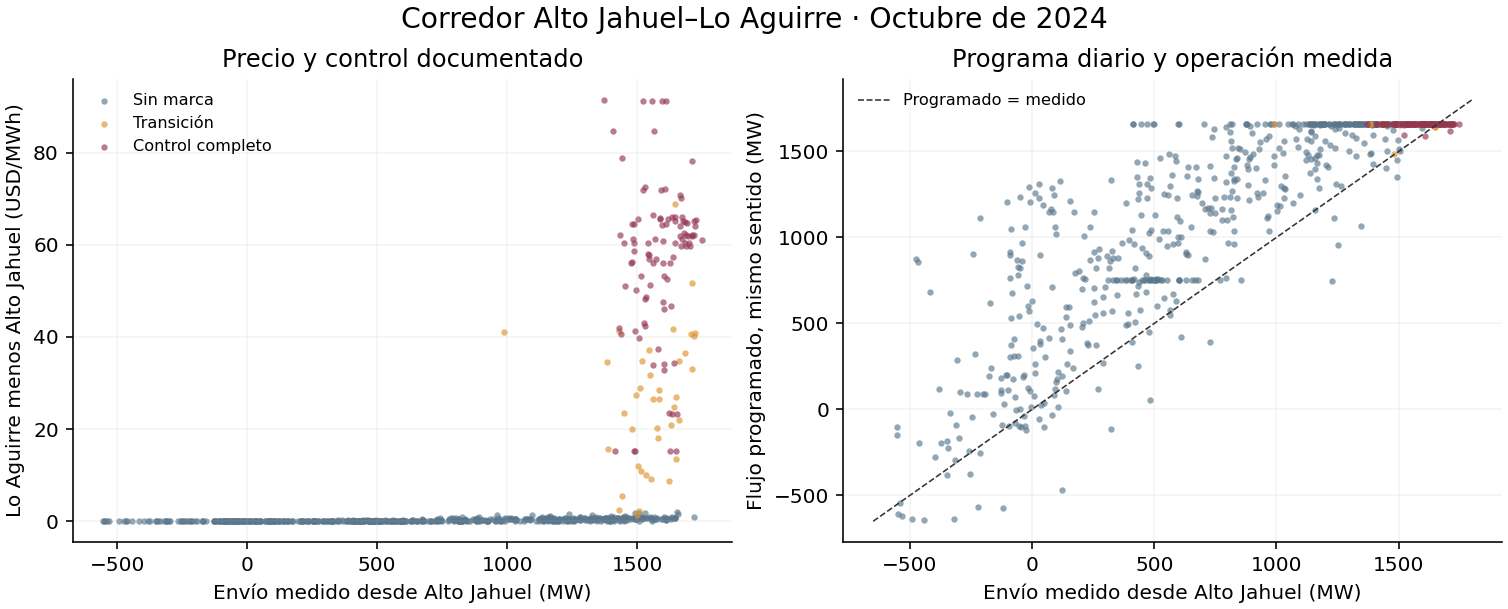 Corredor Alto Jahuel–Lo Aguirre · Octubre de 2024
Precio y control documentado
Lo Aguirre menos Alto Jahuel (USD/MWh)
Sin marca
Transición
Control completo
80
60
40
20
0
−500
0
500
1000
1500
Envío medido desde Alto Jahuel (MW)
Programa diario y operación medida
Flujo programado, mismo sentido (MW)
Programado = medido
1500
1000
500
0
−500
−500
0
500
1000
1500
Envío medido desde Alto Jahuel (MW)